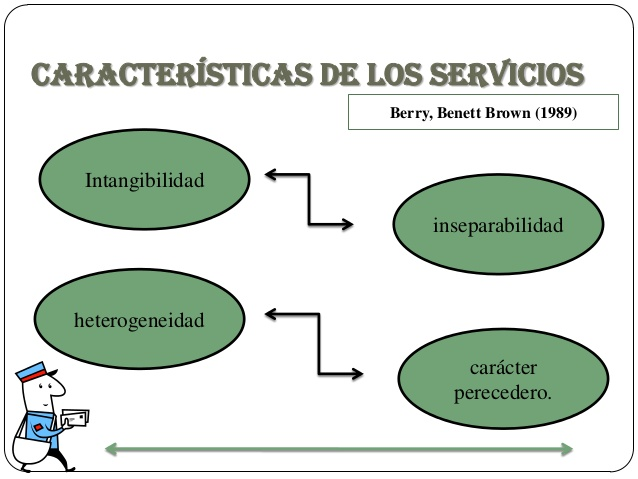 CARACTERÍSTICAS DE LOS SERVICIOS
Berry, Benett Brown (1989)
Intangibilidad
inseparabilidad
heterogeneidad
carácter
perecedero.